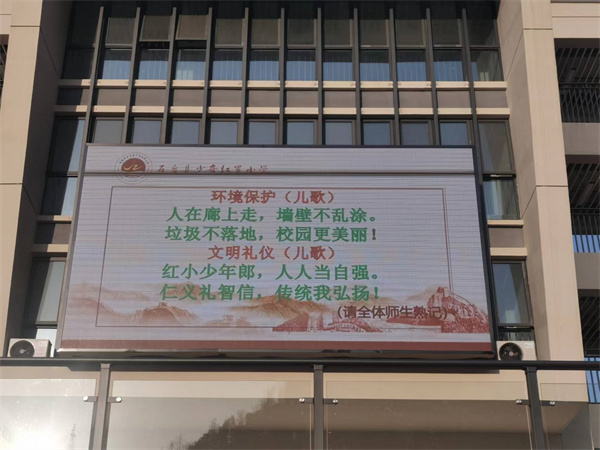 环境保护（儿歌）
人在廊上走，墙壁不乱涂。
垃圾不落地，校园更美丽！
文明礼仪（儿歌）
红小少年郎，人人当自强。
仁义礼智信，传统我弘扬！
（请全体师生熟记）